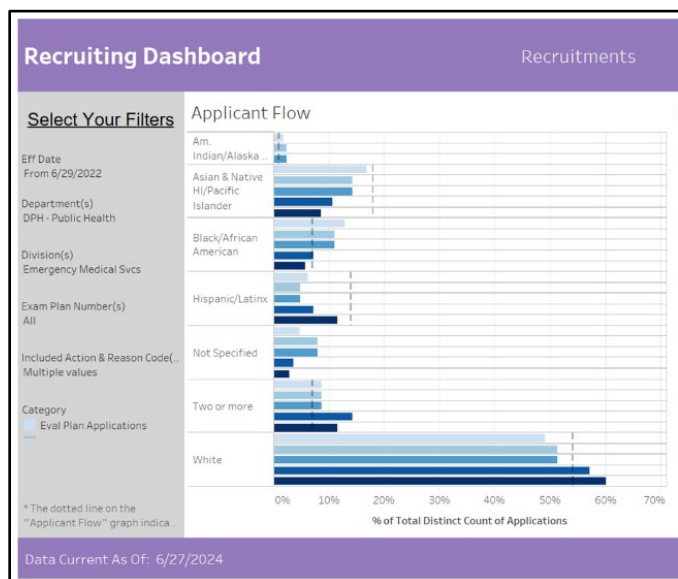 Recruiting Dashboard
Recruitments
Select Your Filters
Eff Date
From 6/29/2022
Department(s)
DPH - Public Health
Division(s)
Emergency Medical Svcs
Exam Plan Number(s)
All
Included Action & Reason Code(..
Multiple values
Category
Eval Plan Applications
* The dotted line on the
"Applicant Flow" graph indica..
Applicant Flow
Am.
Indian/Alaska ..
Asian & Native
HI/Pacific
Islander
Black/African
American
Hispanic/Latinx
Not Specified
Two or more
White
0% 10% 20% 30% 40% 50% 60% 70%
% of Total Distinct Count of Applications
Data Current As Of: 6/27/2024